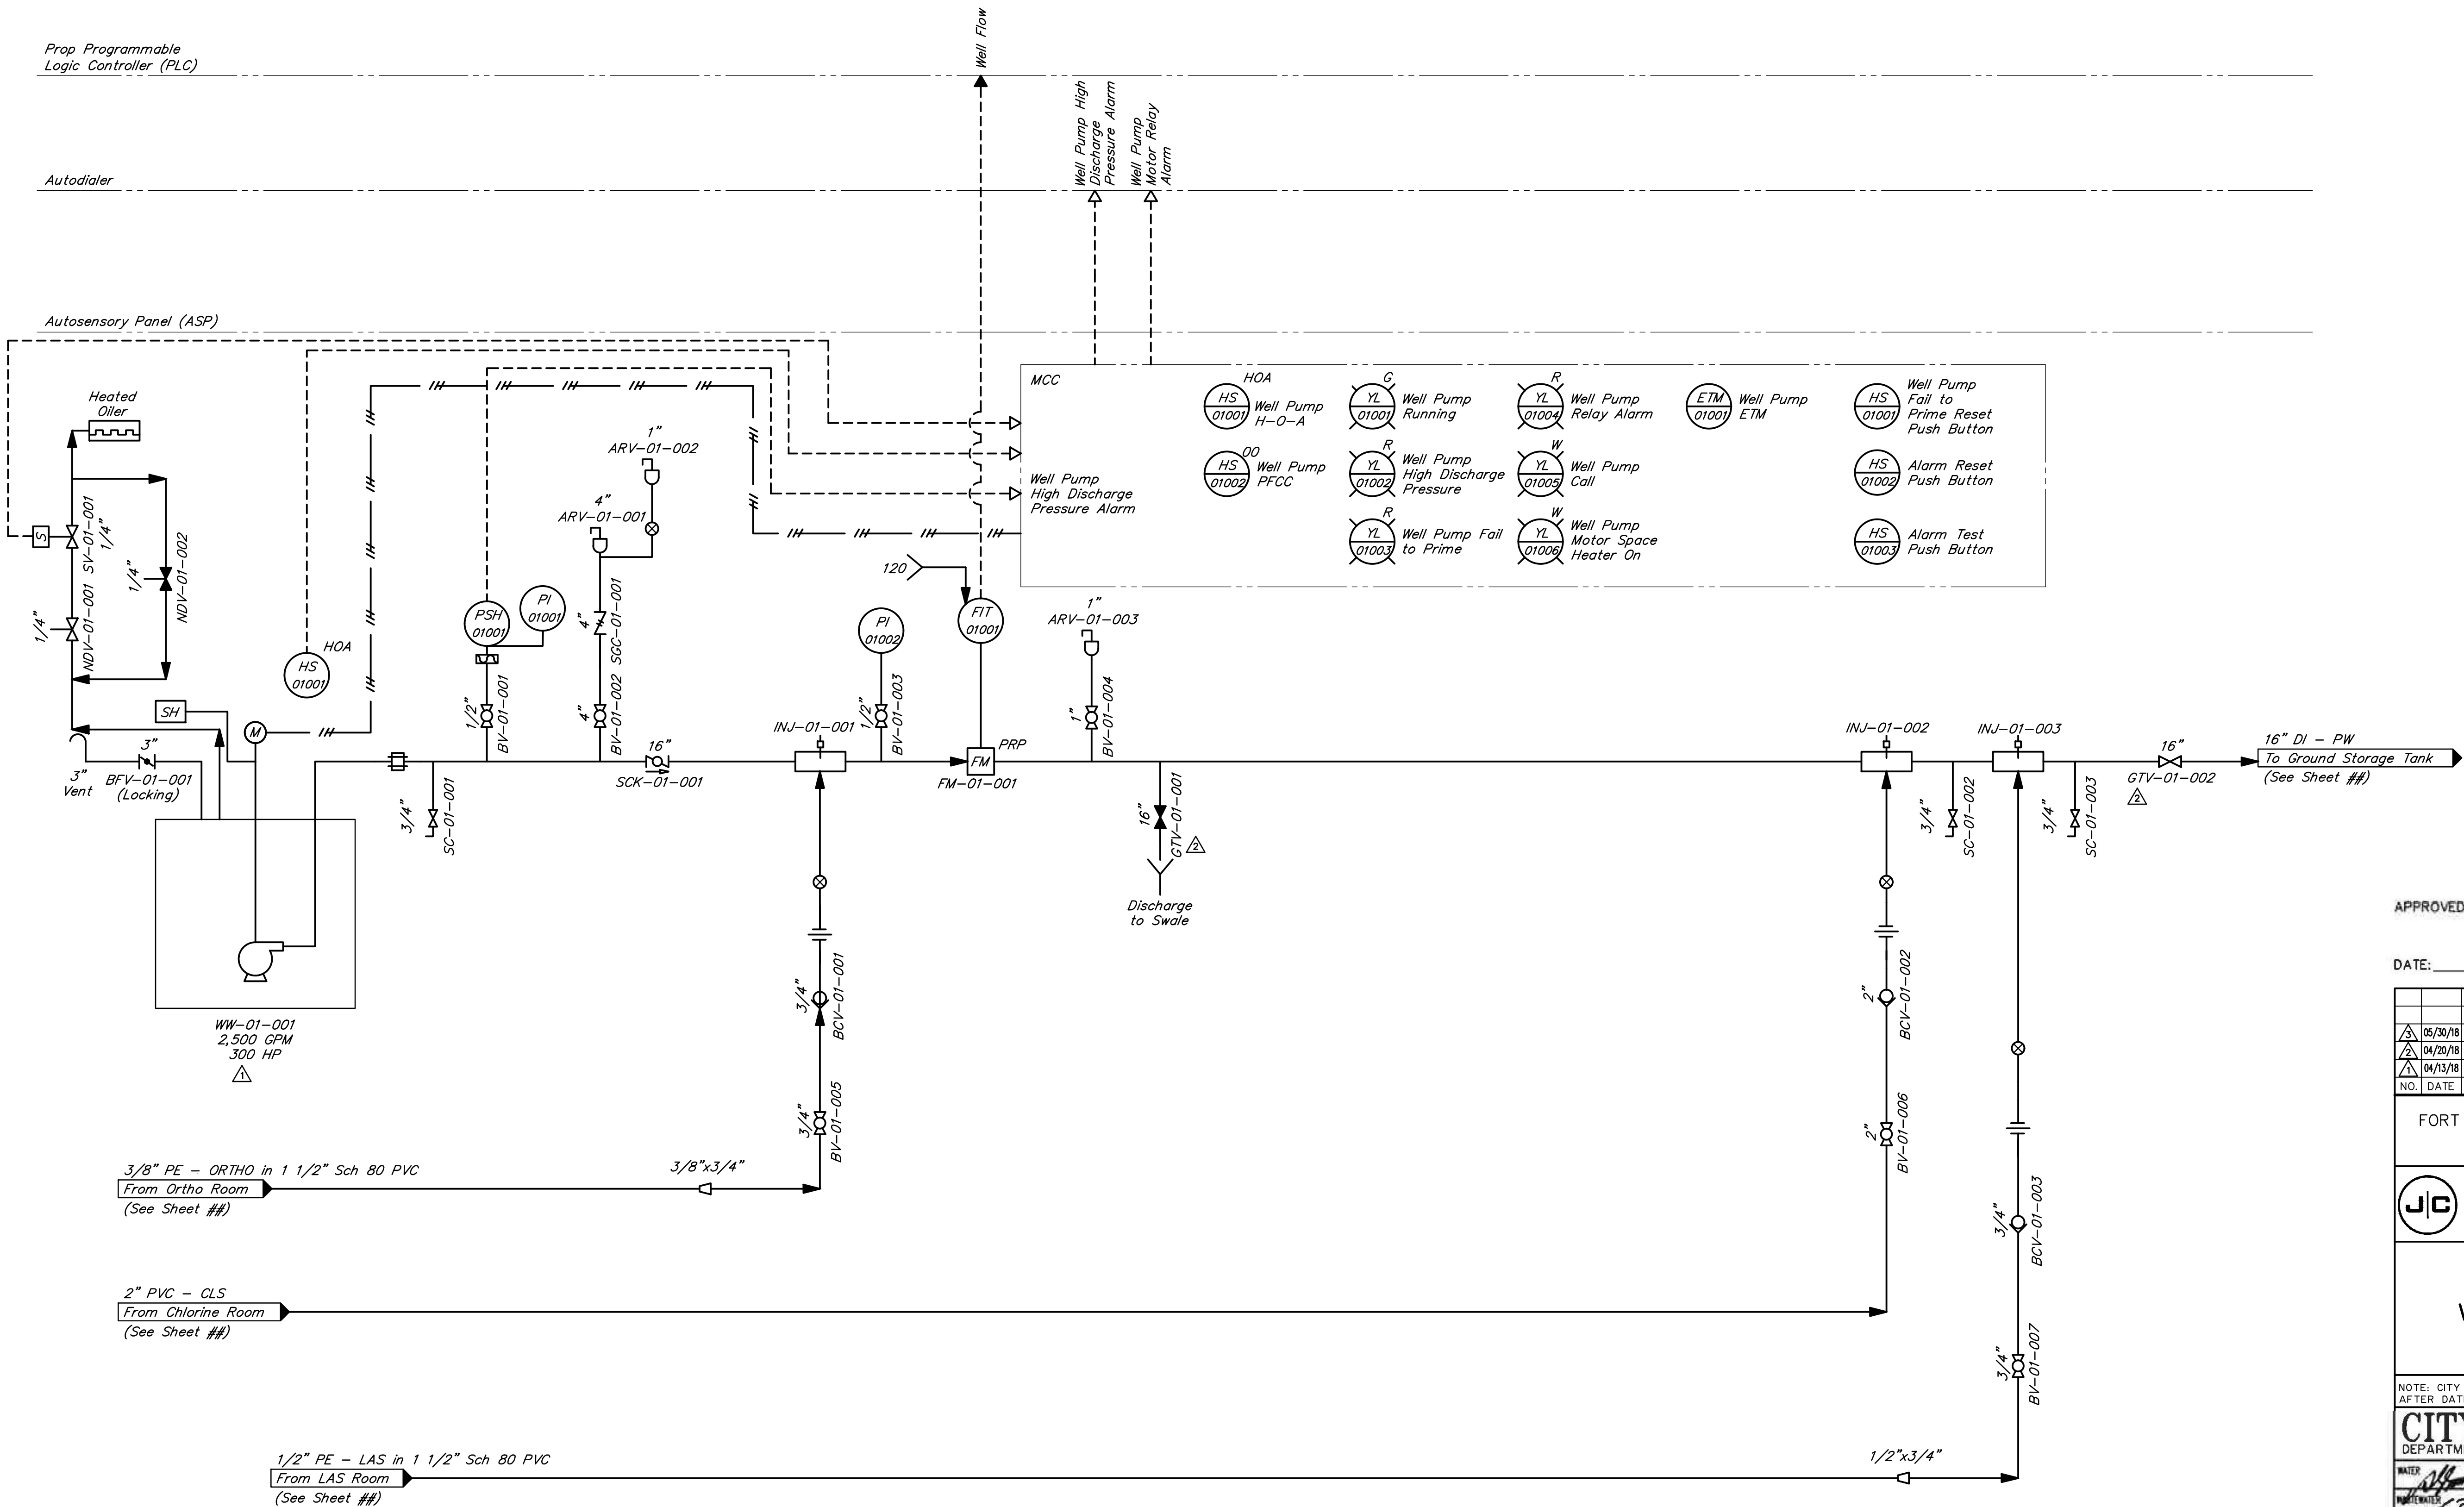 Prop Programmable
Logic Controller (PLC)
Well Flow
Autodialer
Well Pump High
Discharge
Pressure Alarm
Well Pump
Motor Relay
Alarm
Autosensory Panel (ASP)
MCC
HOA
HS
01001
Well Pump
H-O-A
G
YL
01001
Well Pump
Running
R
YL
01004
Well Pump
Relay Alarm
ETM
01001
Well Pump
ETM
HS
01001
Well Pump
Fail to
Prime Reset
Push Button
OO
HS
01002
Well Pump
PFCC
R
YL
01002
Well Pump
High Discharge
Pressure
W
YL
01005
Well Pump
Call
HS
01002
Alarm Reset
Push Button
Well Pump
High Discharge
Pressure Alarm
R
YL
01003
Well Pump Fail
to Prime
W
YL
01006
Well Pump
Motor Space
Heater On
HS
01003
Alarm Test
Push Button
Heated
Oiler
S
SV-01-001
1/4"
NDV-01-001
1/4"
NDV-01-002
1/4"
HS
01001
HOA
SH
M
3"
Vent
3"
BFV-01-001
(Locking)
WW-01-001
2,500 GPM
300 HP
1
3/4"
SC-01-001
PSH
01001
PI
01001
1/2"
BV-01-001
1"
ARV-01-002
4"
ARV-01-001
4"
SGC-01-001
4"
BV-01-002
16"
SCK-01-001
INJ-01-001
PI
01002
1/2"
BV-01-003
120
FIT
01001
FM
PRP
FM-01-001
1"
ARV-01-003
1"
BV-01-004
16"
GTV-01-001
2
Discharge
to Swale
INJ-01-002
3/4"
SC-01-002
INJ-01-003
3/4"
SC-01-003
16"
GTV-01-002
2
16" DI - PW
To Ground Storage Tank
(See Sheet ##)
3/4"
BCV-01-001
3/4"
BV-01-005
2"
BCV-01-002
2"
BV-01-006
3/4"
BCV-01-003
3/4"
BV-01-007
3/8" PE - ORTHO in 1 1/2" Sch 80 PVC
From Ortho Room
(See Sheet ##)
3/8"x3/4"
2" PVC - CLS
From Chlorine Room
(See Sheet ##)
1/2" PE - LAS in 1 1/2" Sch 80 PVC
From LAS Room
(See Sheet ##)
1/2"x3/4"
APPROVED
DATE:
3 05/30/18
2 04/20/18
1 04/13/18
NO. DATE
FORT
J|C
NOTE: CITY
AFTER DAT
CITY
DEPARTM
WATER
WASTEWATER